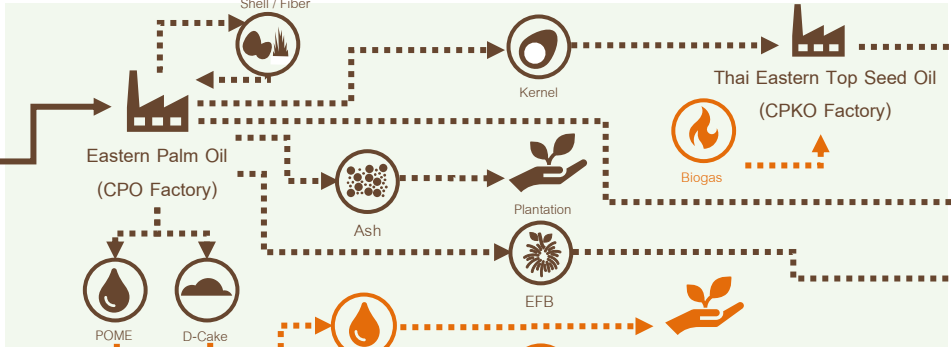 Shell / Fiber
Kernel
Thai Eastern Top Seed Oil
(CPKO Factory)
Eastern Palm Oil
(CPO Factory)
Biogas
Plantation
Ash
EFB
POME
D-Cake